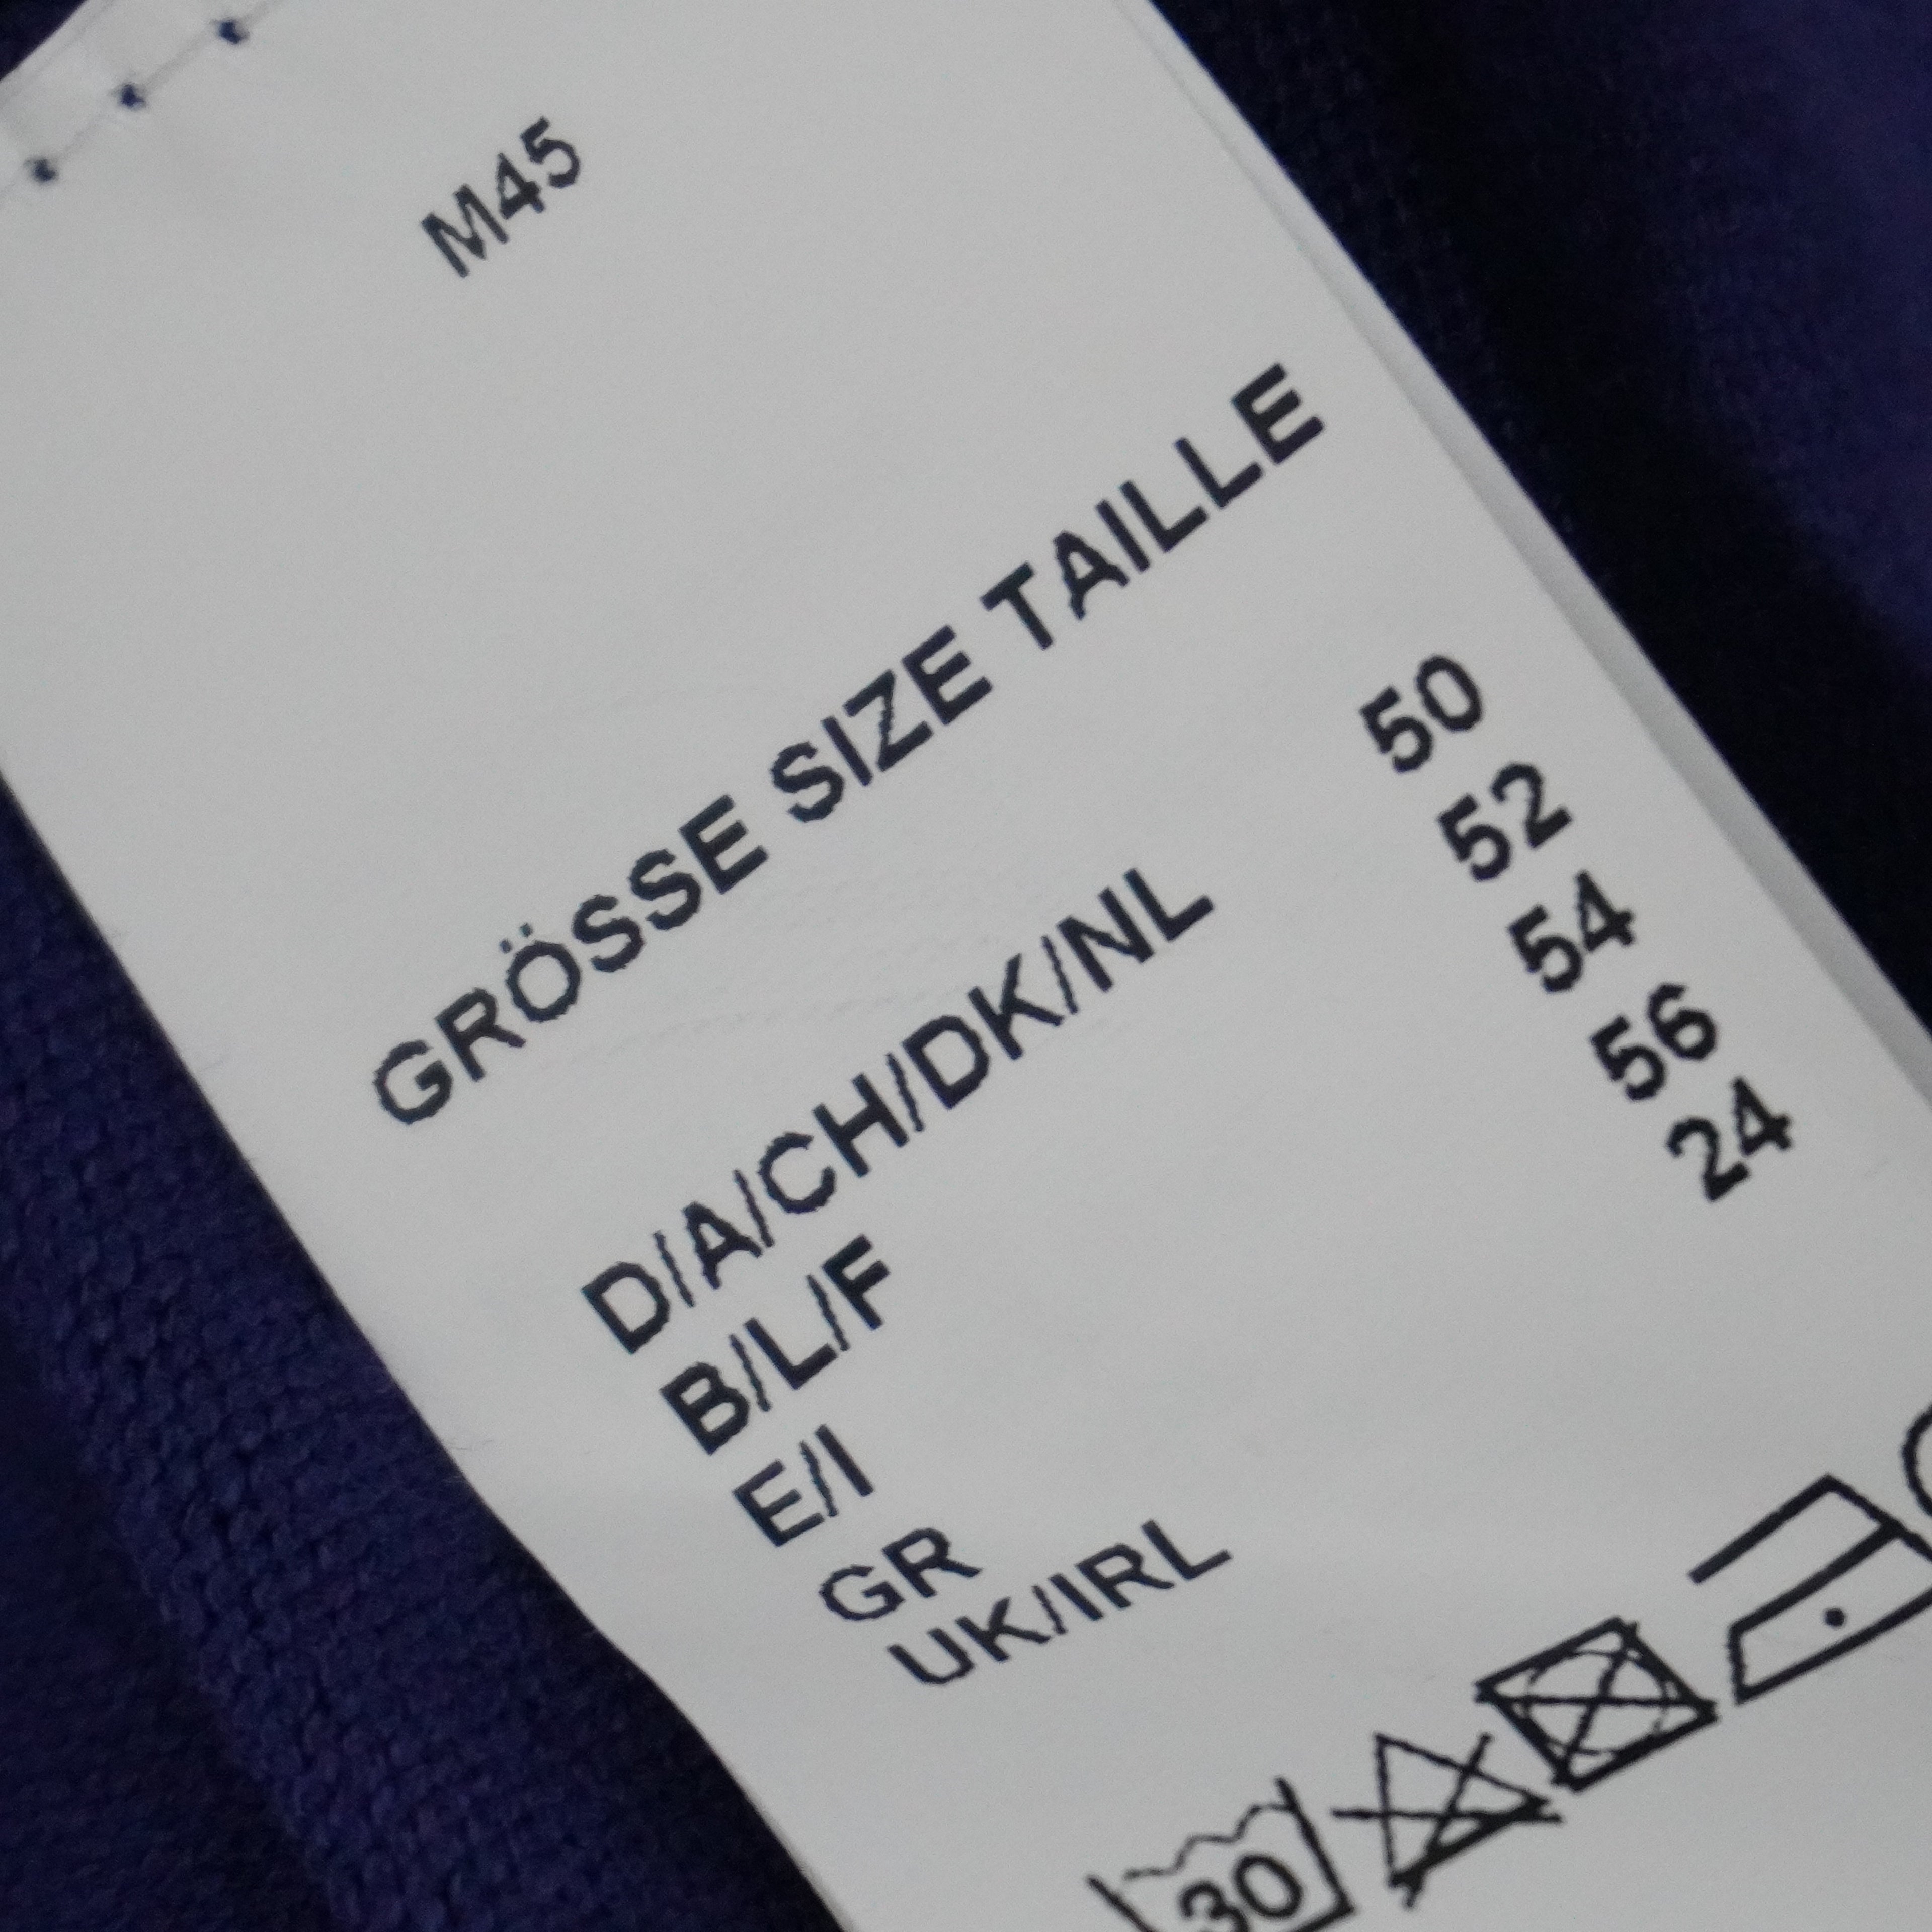 M45
GRÖSSE SIZE TAILLE
D/A/CH/DK/NL 50
B/L/F 52
E/I 54
GR 56
UK/IRL 24
30